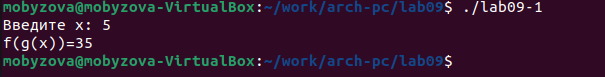 mobyzova@mobyzova-VirtualBox:~/work/arch-pc/lab09$ ./lab09-1
Введите x: 5
f(g(x))=35
mobyzova@mobyzova-VirtualBox:~/work/arch-pc/lab09$